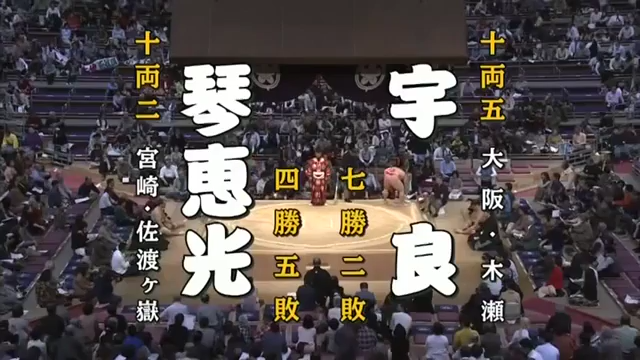 十両五 大阪・木瀬
宇良
七勝二敗
四勝五敗
琴恵光
十両二 宮崎・佐渡ヶ嶽